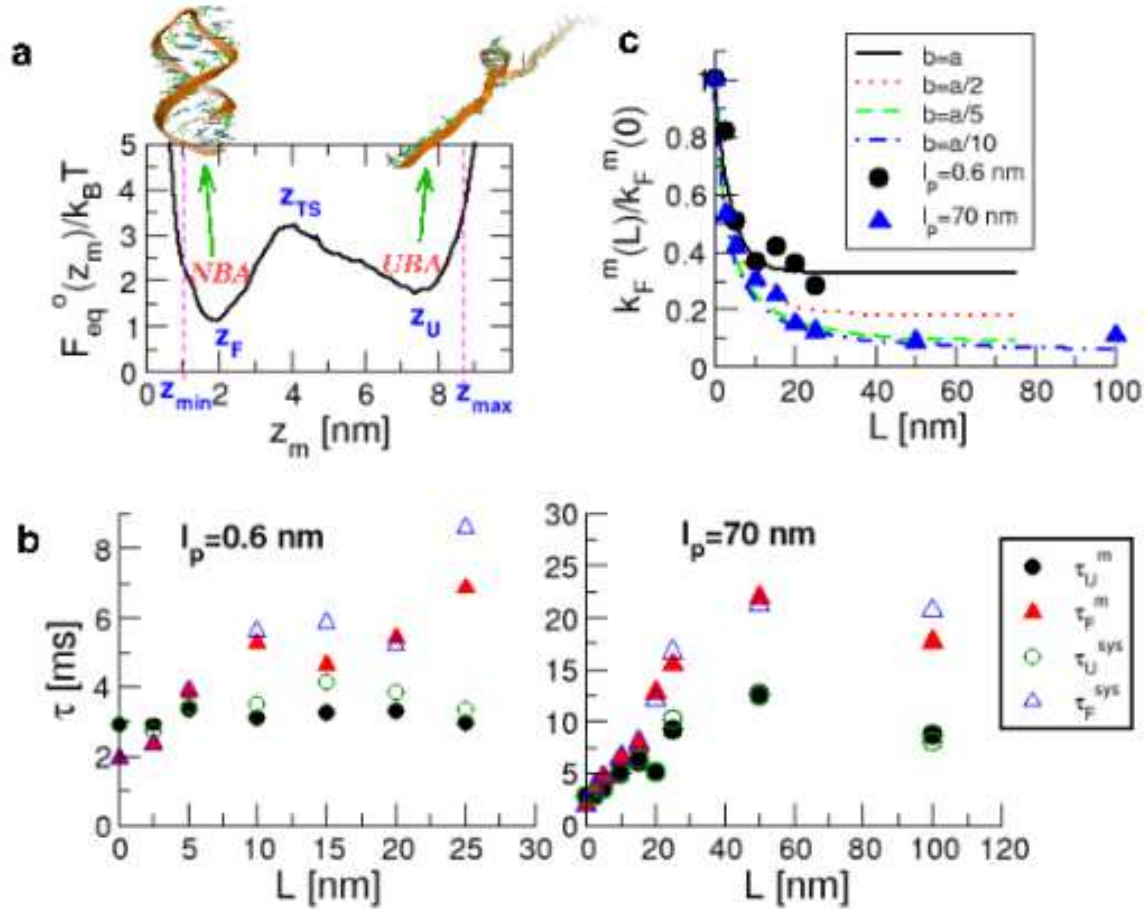 a
F_eq^o(z_m)/k_BT
5
4
3
2
1
0
NBA
z_TS
UBA
z_F
z_U
0 2 4 6 8
z_min
z_max
z_m [nm]
c
k_F^m(L)/k_F^m(0)
1
0.8
0.6
0.4
0.2
0
b=a
b=a/2
b=a/5
b=a/10
l_p=0.6 nm
l_p=70 nm
0 20 40 60 80 100
L [nm]
b
l_p=0.6 nm
τ [ms]
8
6
4
2
0
0 5 10 15 20 25 30
L [nm]
l_p=70 nm
30
25
20
15
10
5
0
0 20 40 60 80 100 120
L [nm]
τ_U^m
τ_F^m
τ_U^sys
τ_F^sys